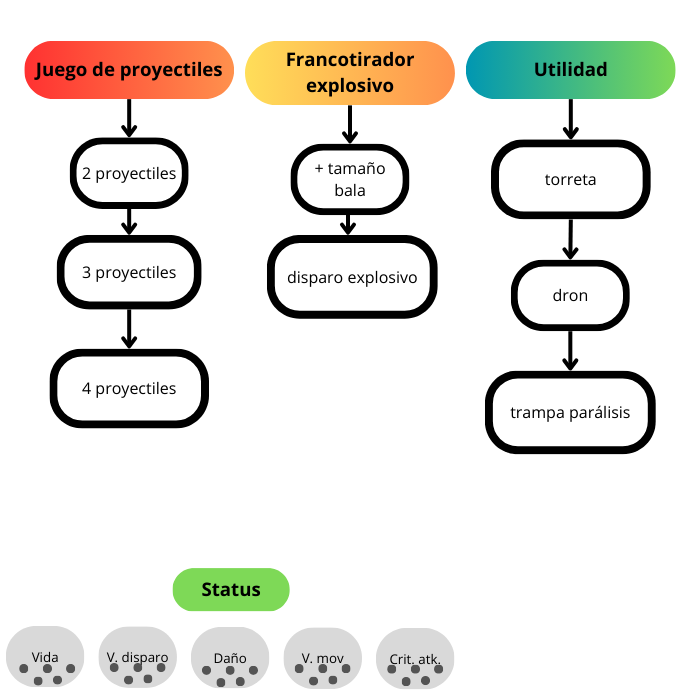 Juego de proyectiles
2 proyectiles
3 proyectiles
4 proyectiles
Francotirador
explosivo
+ tamaño
bala
disparo explosivo
Utilidad
torreta
dron
trampa parálisis
Status
Vida
V. disparo
Daño
V. mov
Crit. atk.